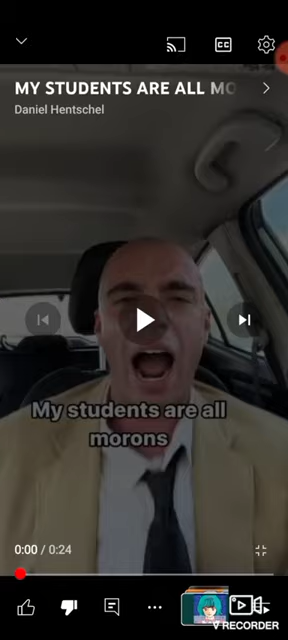 MY STUDENTS ARE ALL MO
Daniel Hentschel
My students are all
morons
0:00 / 0:24
V RECORDER